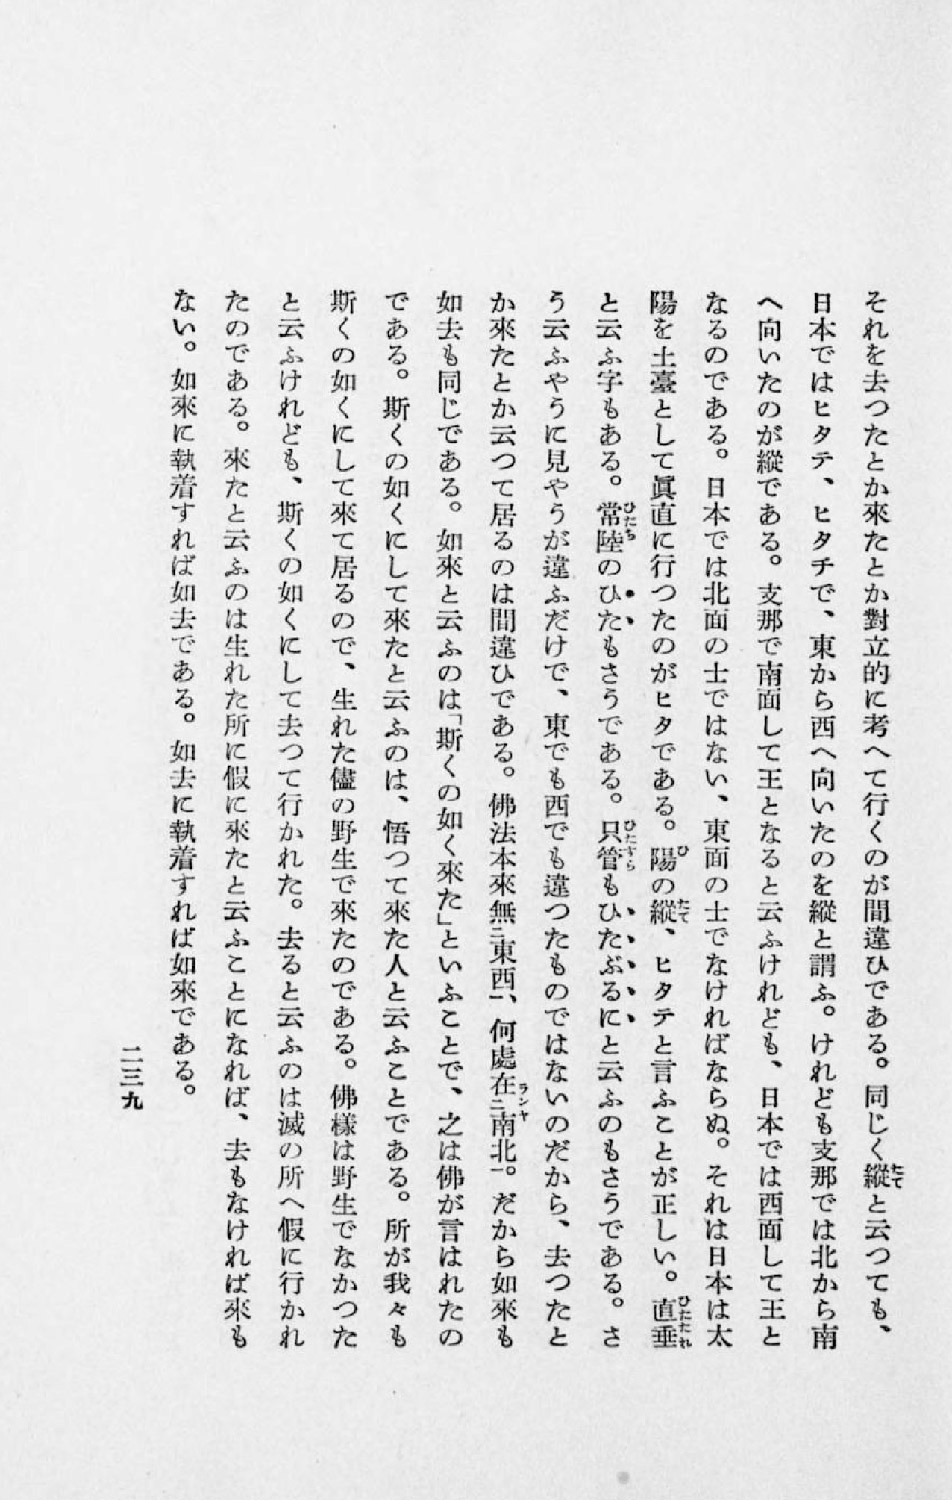 それを去つたとか來たとか對立的に考へて行くのが間違ひである。同じく縱と云つても、
日本ではヒタテ、ヒタチで、東から西へ向いたのを縱と謂ふ。けれども支那では北から南
へ向いたのが縱である。支那で南面して王となると云ふけれども、日本では西面して王と
なるのである。日本では北面の士ではない、東面の士でなければならぬ。それは日本は太
陽を土臺として眞直に行つたのがヒタである。陽の縱、ヒタテと言ふことが正しい。直垂
と云ふ字もある。常陸のひたもさうである。只管もひたぶるにと云ふのもさうである。さ
う云ふやうに見やうが違ふだけで、東でも西でも違つたものではないのだから、去つたと
か來たとか云つて居るのは間違ひである。佛法本來無二東西一、何處在二南北一。だから如來も
如去も同じである。如來と云ふのは「斯くの如く來た」といふことで、之は佛が言はれたの
である。斯くの如くにして來たと云ふのは、悟つて來た人と云ふことである。所が我々も
斯くの如くにして來て居るので、生れた儘の野生で來たのである。佛樣は野生でなかつた
と云ふけれども、斯くの如くにして去つて行かれた。去ると云ふのは滅の所へ假に行かれ
たのである。來たと云ふのは生れた所に假に來たと云ふことになれば、去もなければ來も
ない。如來に執着すれば如去である。如去に執着すれば如來である。
二三九